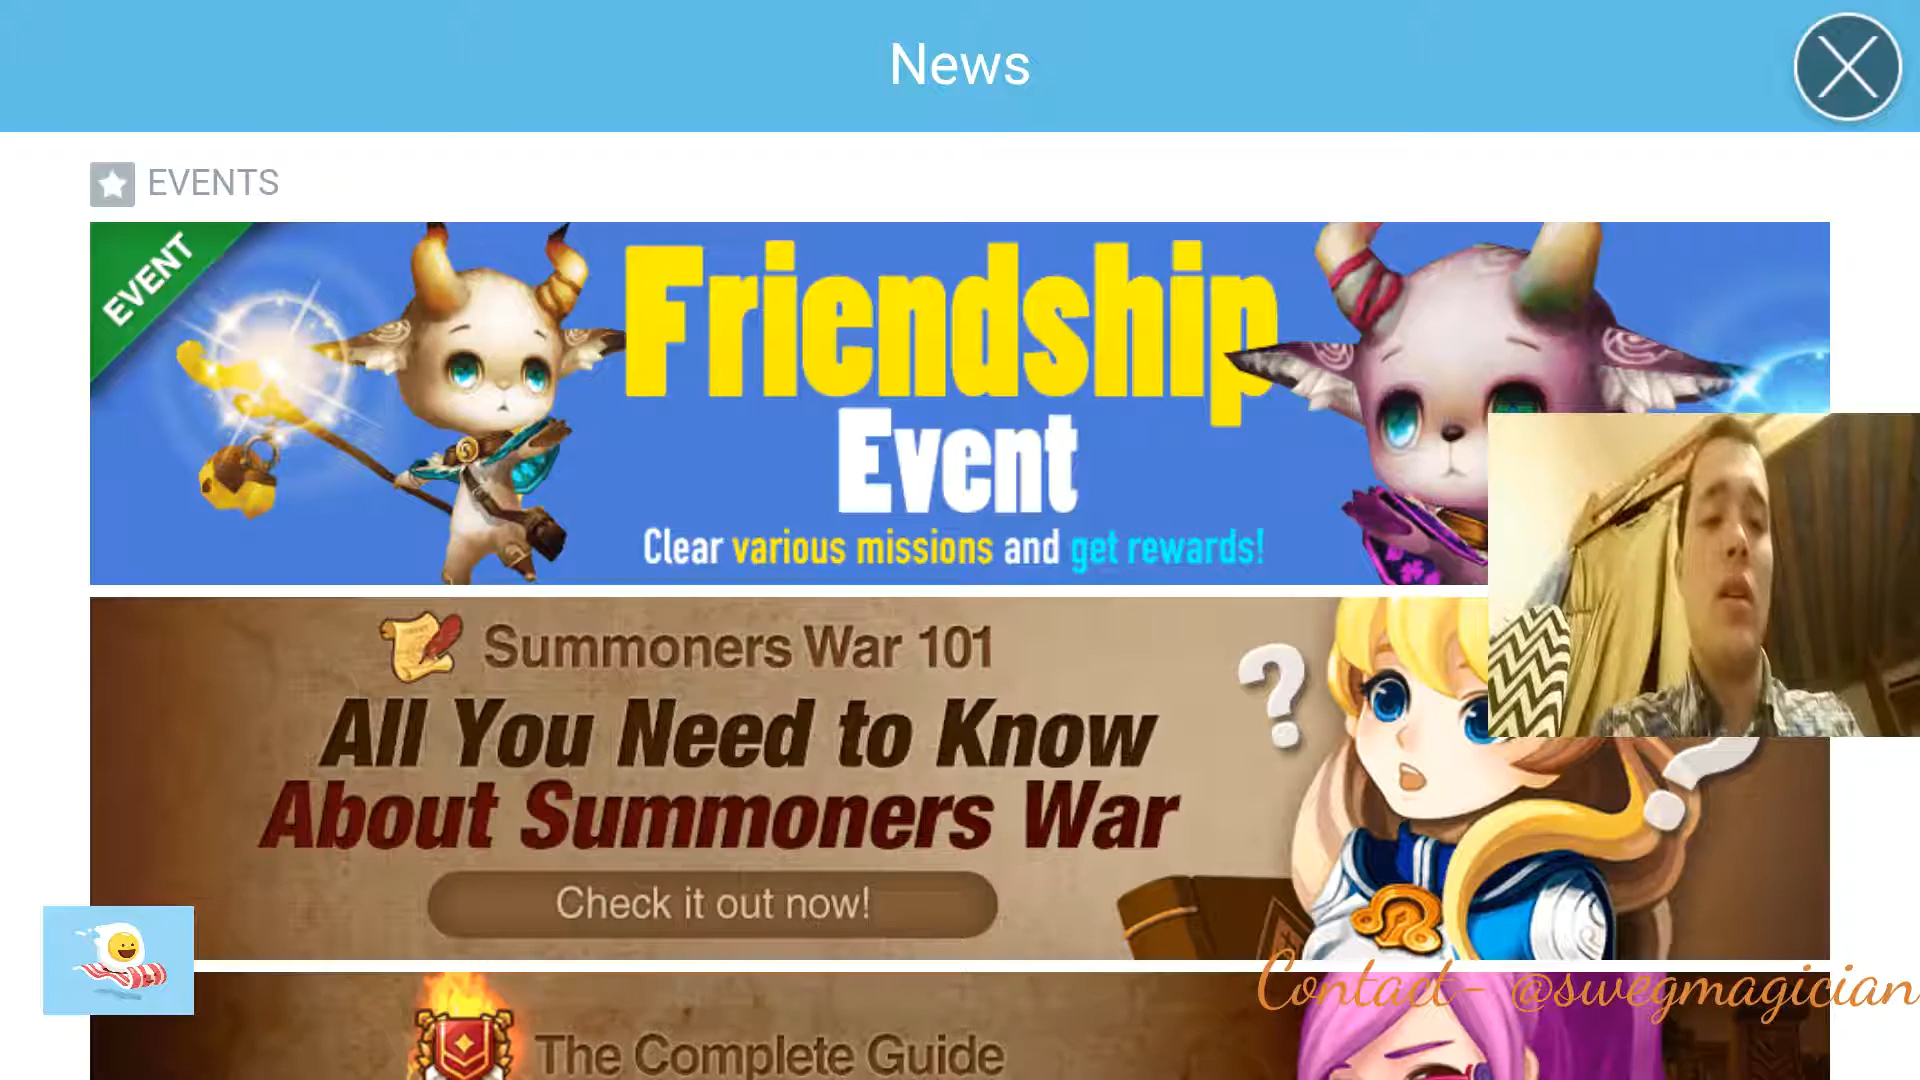 News
EVENTS
EVENT
Friendship
Event
Clear various missions and get rewards!
Summoners War 101
All You Need to Know
About Summoners War
Check it out now!
Contact- @swegmagician
The Complete Guide